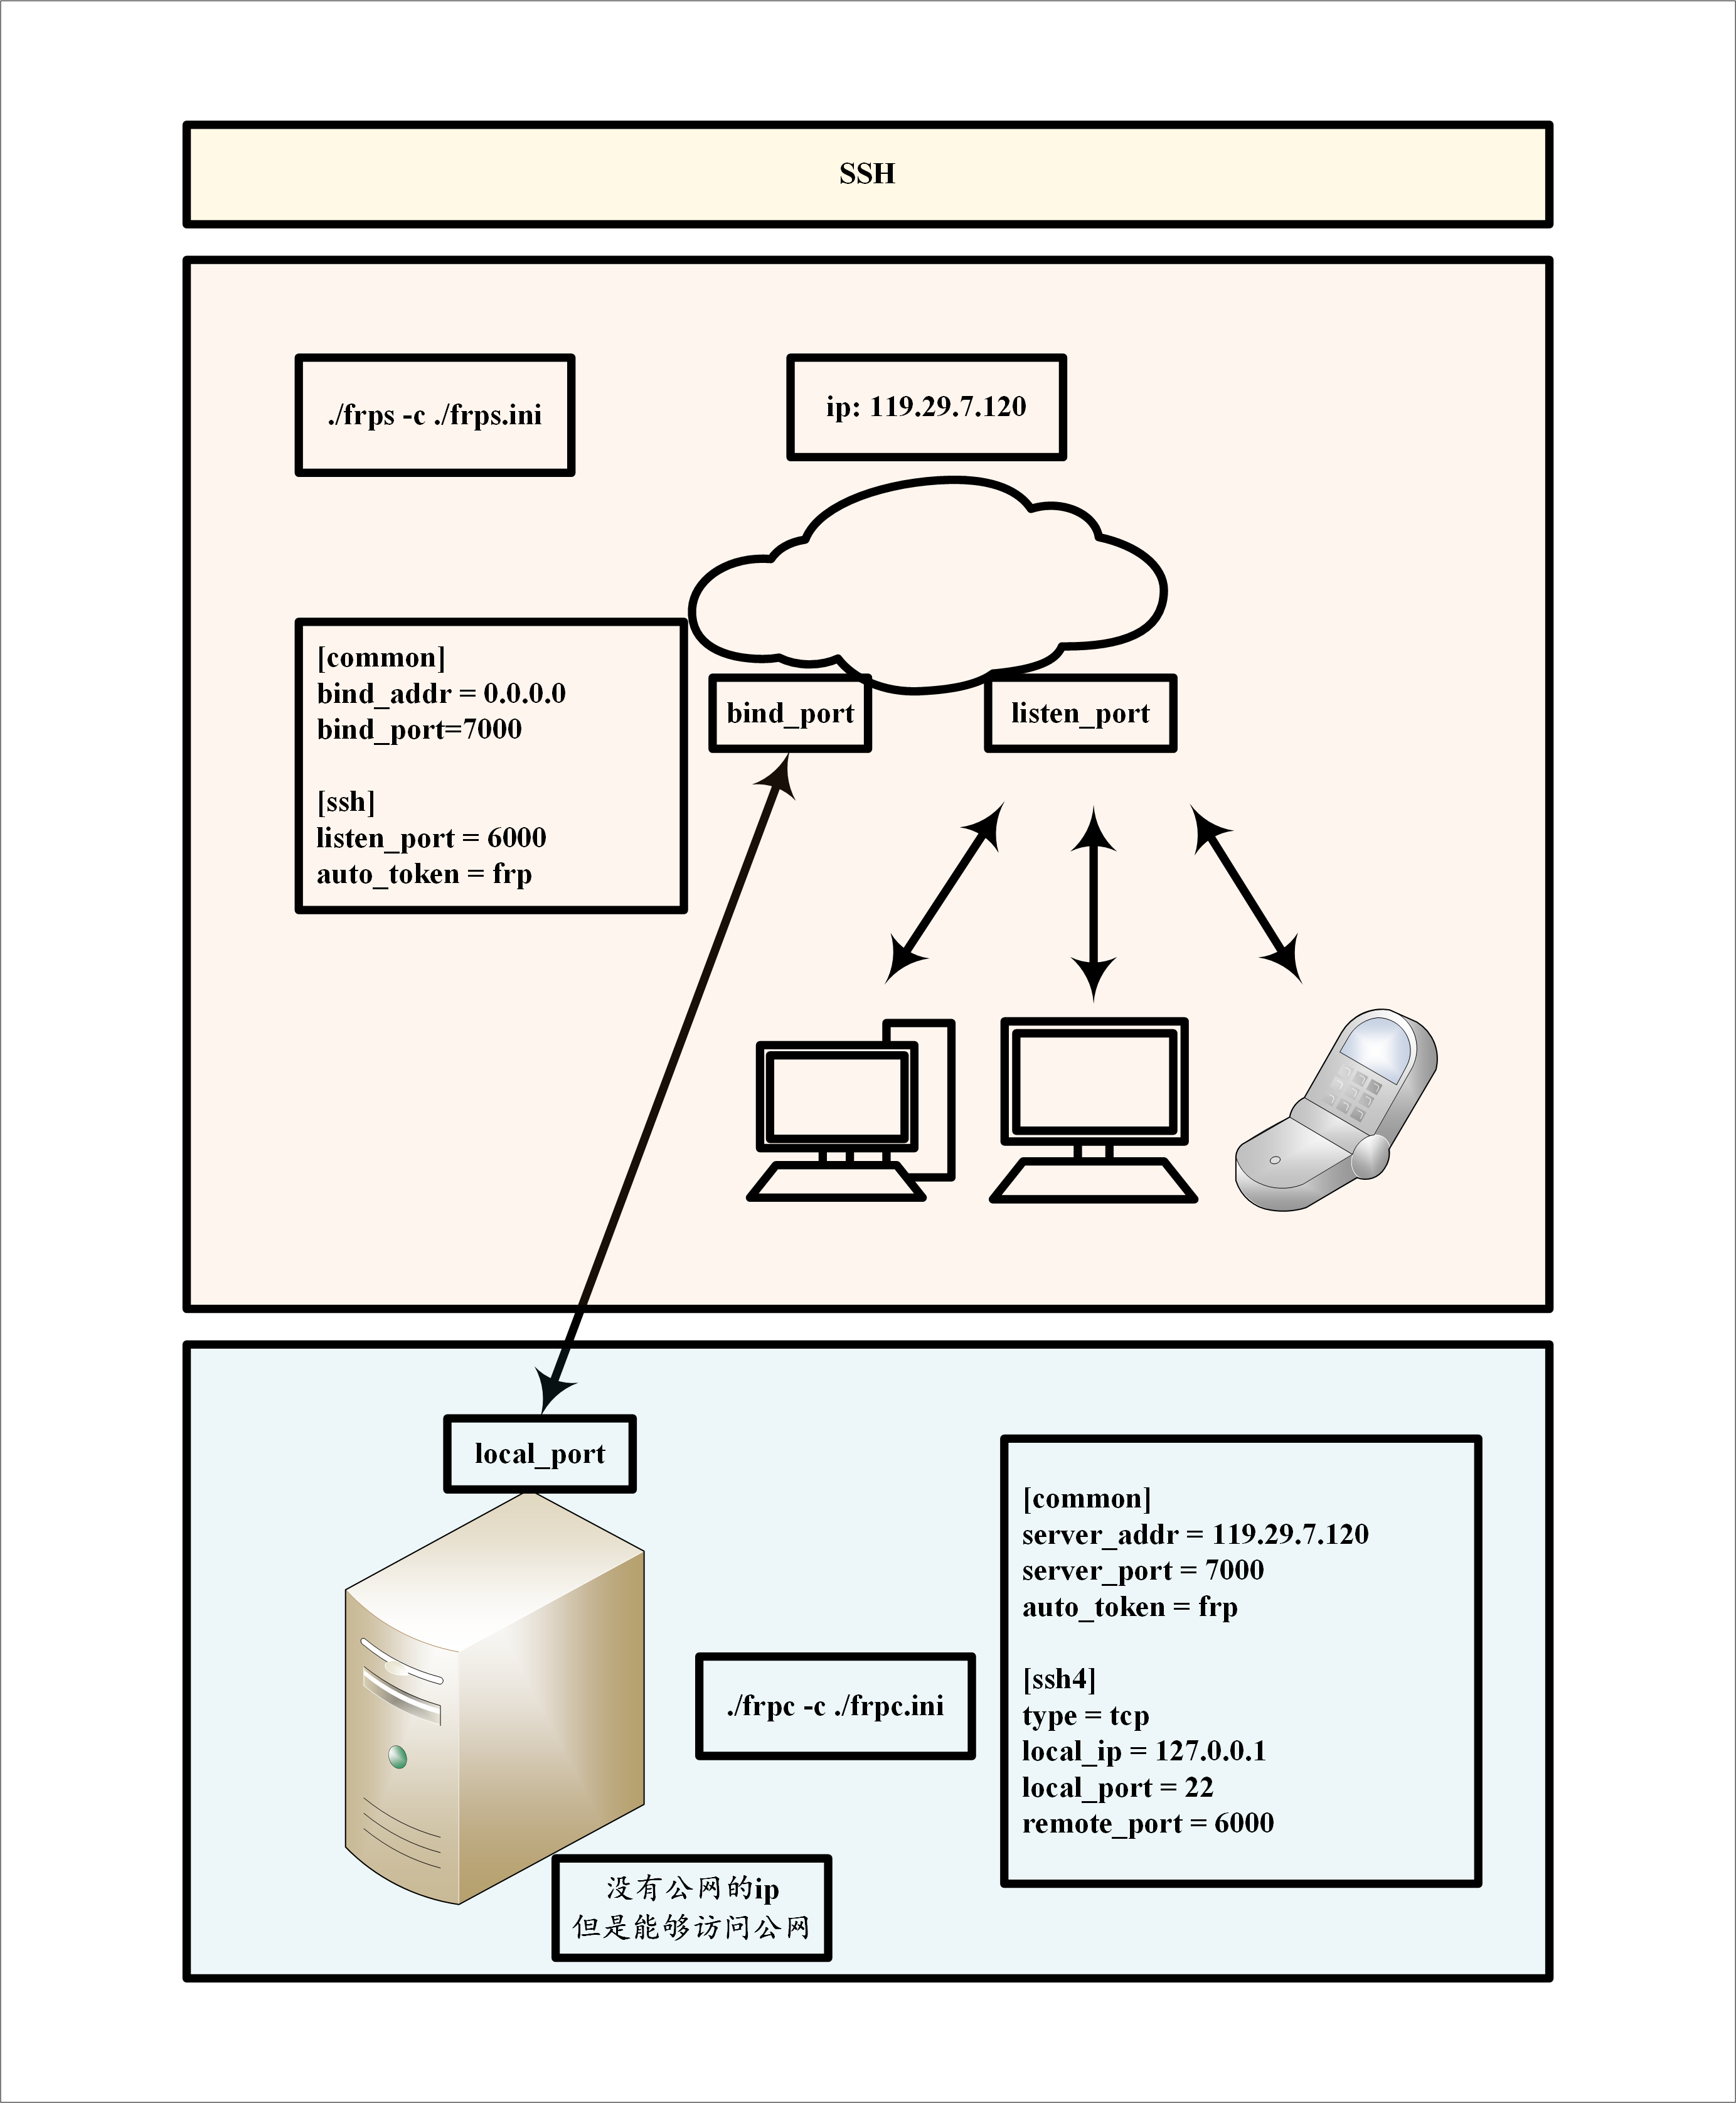 SSH
./frps -c ./frps.ini
ip: 119.29.7.120
[common]
bind_addr = 0.0.0.0
bind_port=7000
[ssh]
listen_port = 6000
auto_token = frp
bind_port
listen_port
local_port
[common]
server_addr = 119.29.7.120
server_port = 7000
auto_token = frp
[ssh4]
type = tcp
local_ip = 127.0.0.1
local_port = 22
remote_port = 6000
./frpc -c ./frpc.ini
没有公网的ip
但是能够访问公网